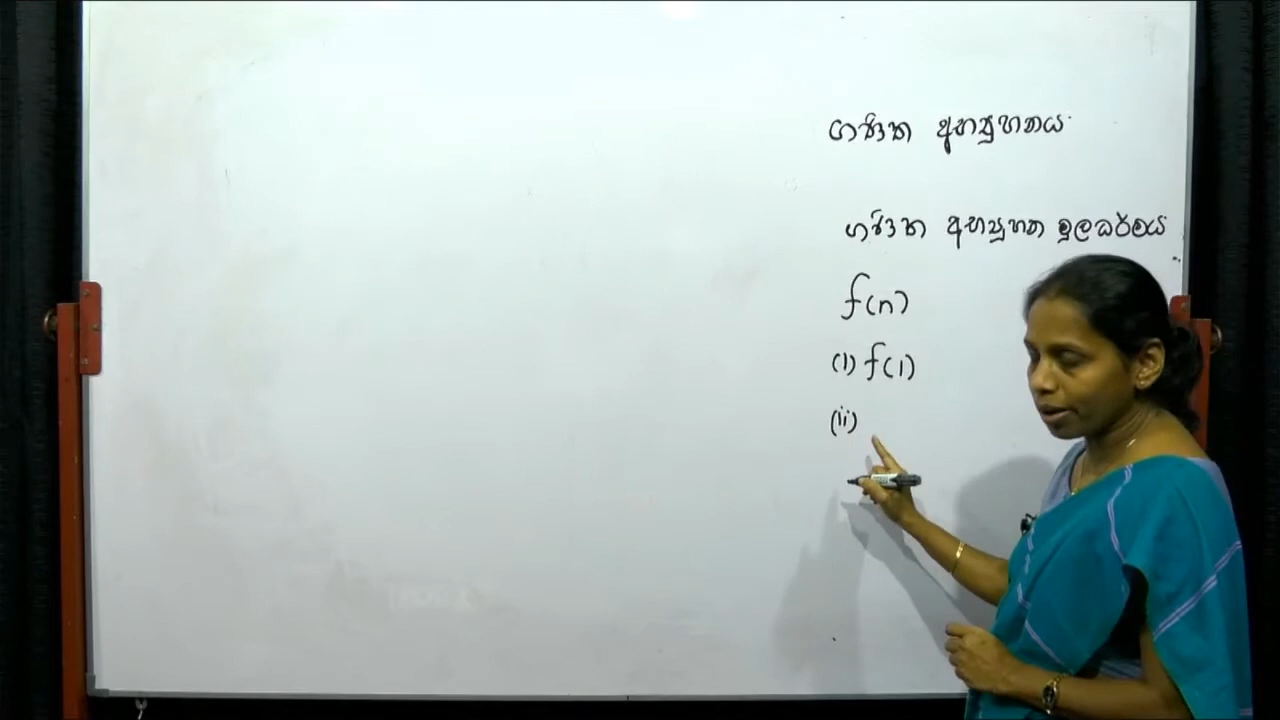 ගණිත අභ්‍යුහනය
ගණිත අභ්‍යුහන මූලධර්මය
f(n)
(i) f(1)
(ii)